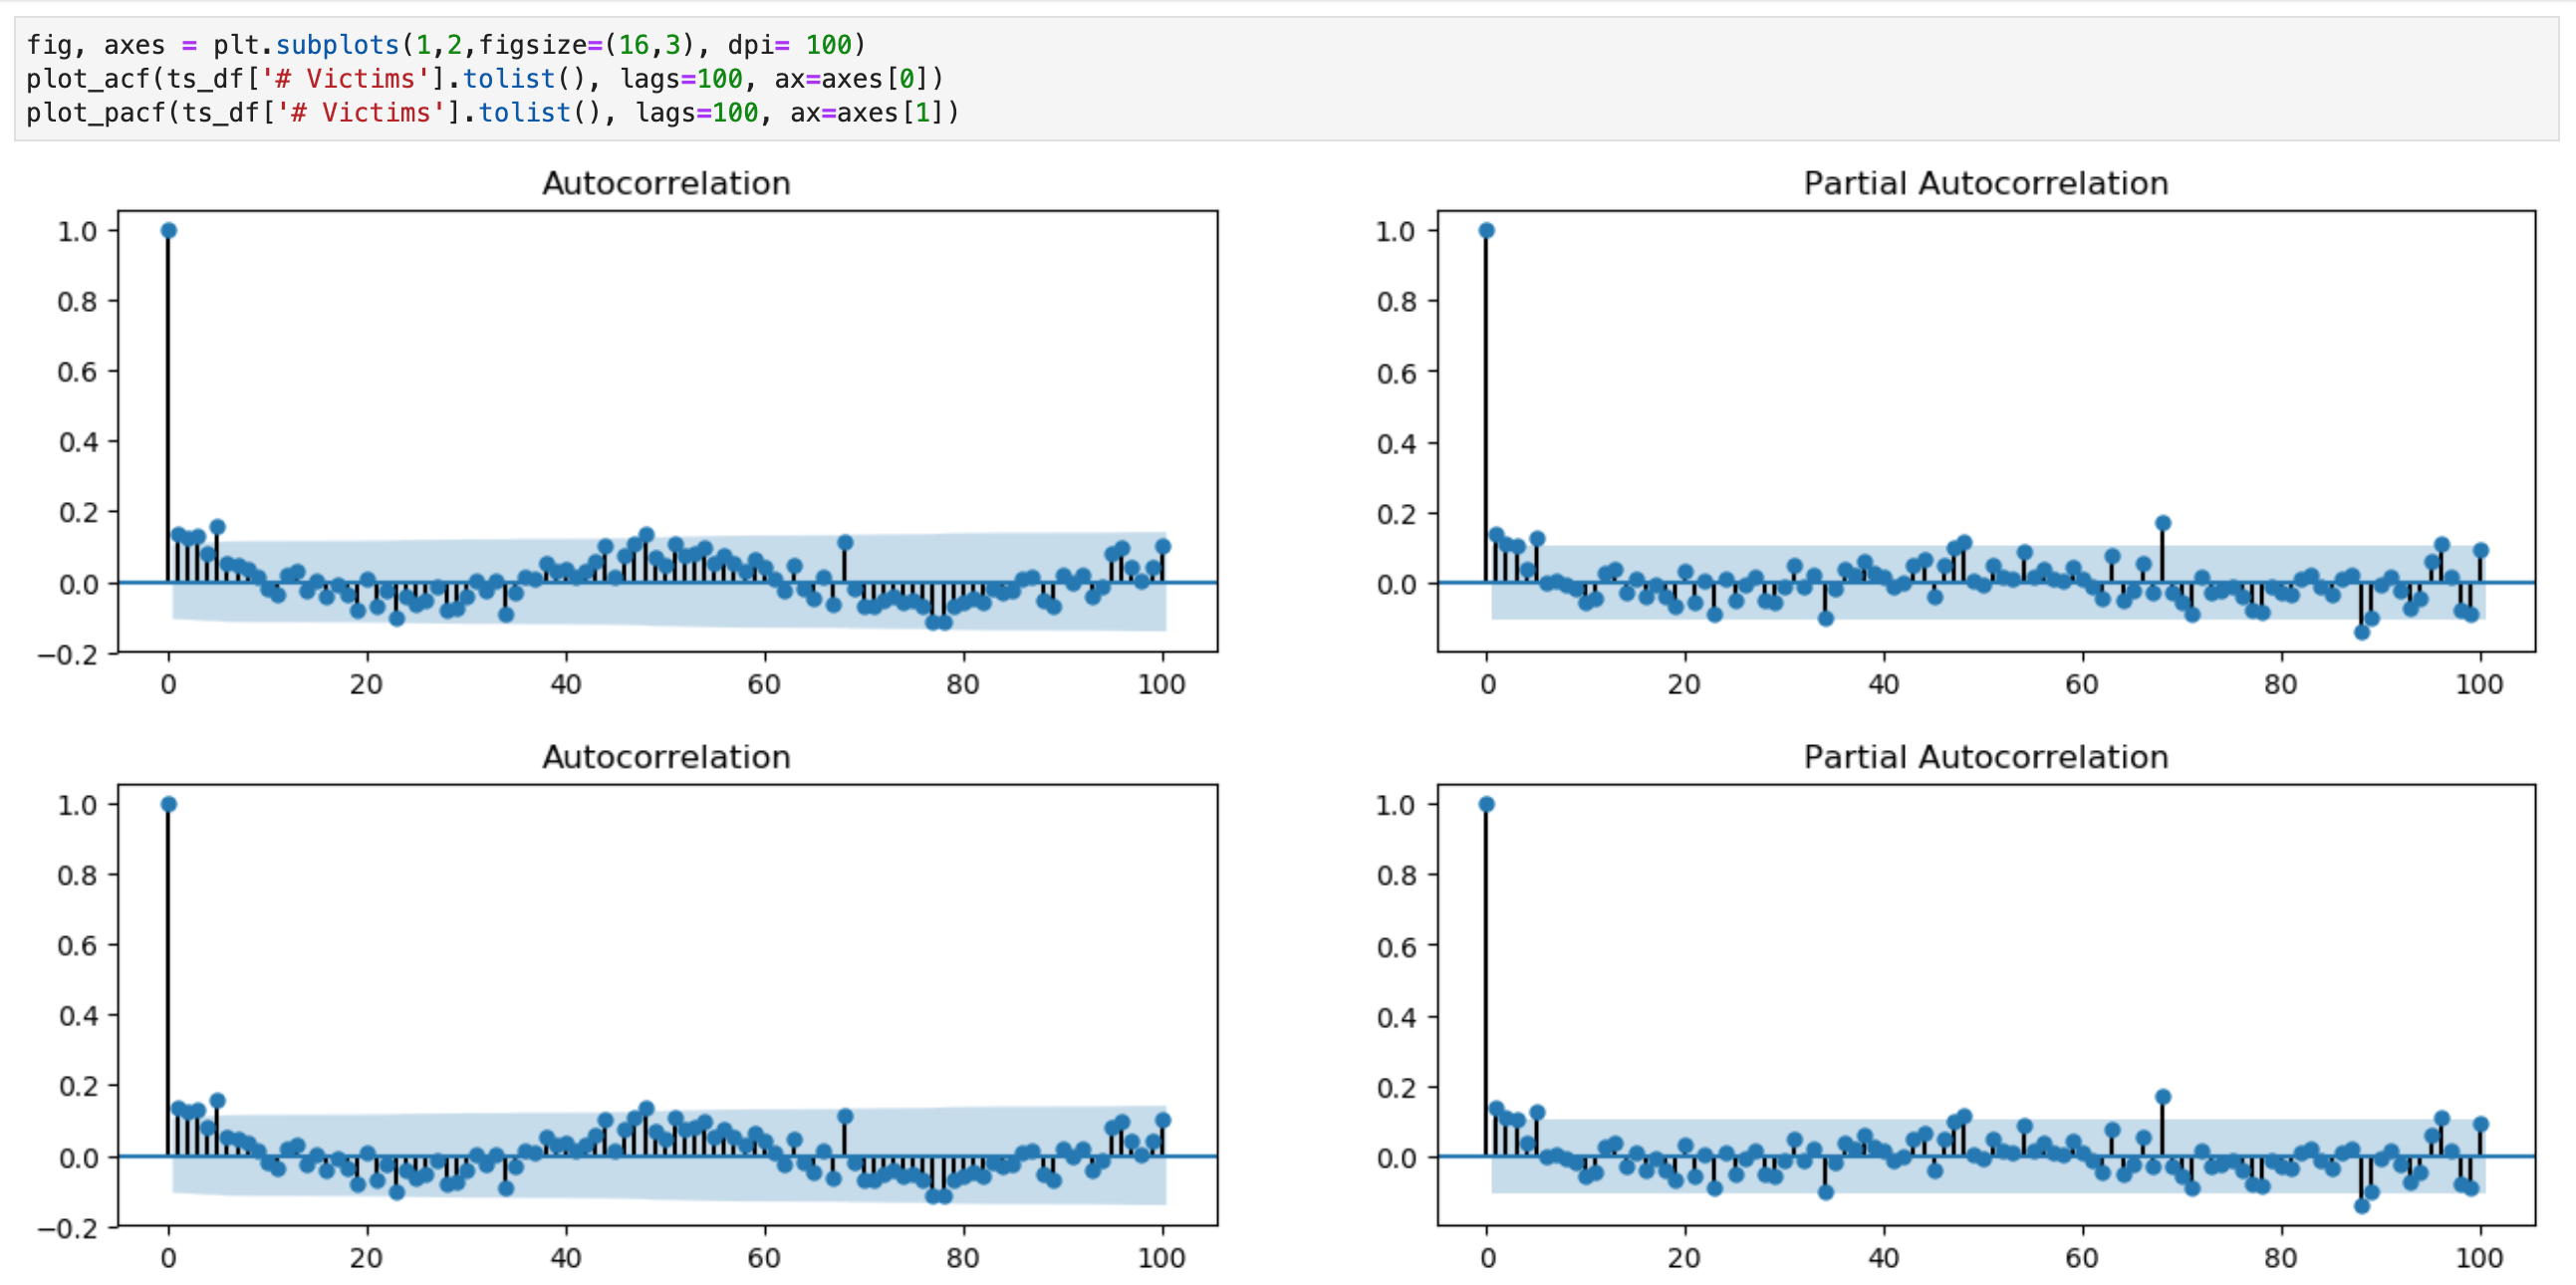 fig, axes = plt.subplots(1,2,figsize=(16,3), dpi= 100)
plot_acf(ts_df['# Victims'].tolist(), lags=100, ax=axes[0])
plot_pacf(ts_df['# Victims'].tolist(), lags=100, ax=axes[1])
Autocorrelation
1.0
0.8
0.6
0.4
0.2
0.0
−0.2
0 20 40 60 80 100
Partial Autocorrelation
1.0
0.8
0.6
0.4
0.2
0.0
0 20 40 60 80 100
Autocorrelation
1.0
0.8
0.6
0.4
0.2
0.0
−0.2
0 20 40 60 80 100
Partial Autocorrelation
1.0
0.8
0.6
0.4
0.2
0.0
0 20 40 60 80 100